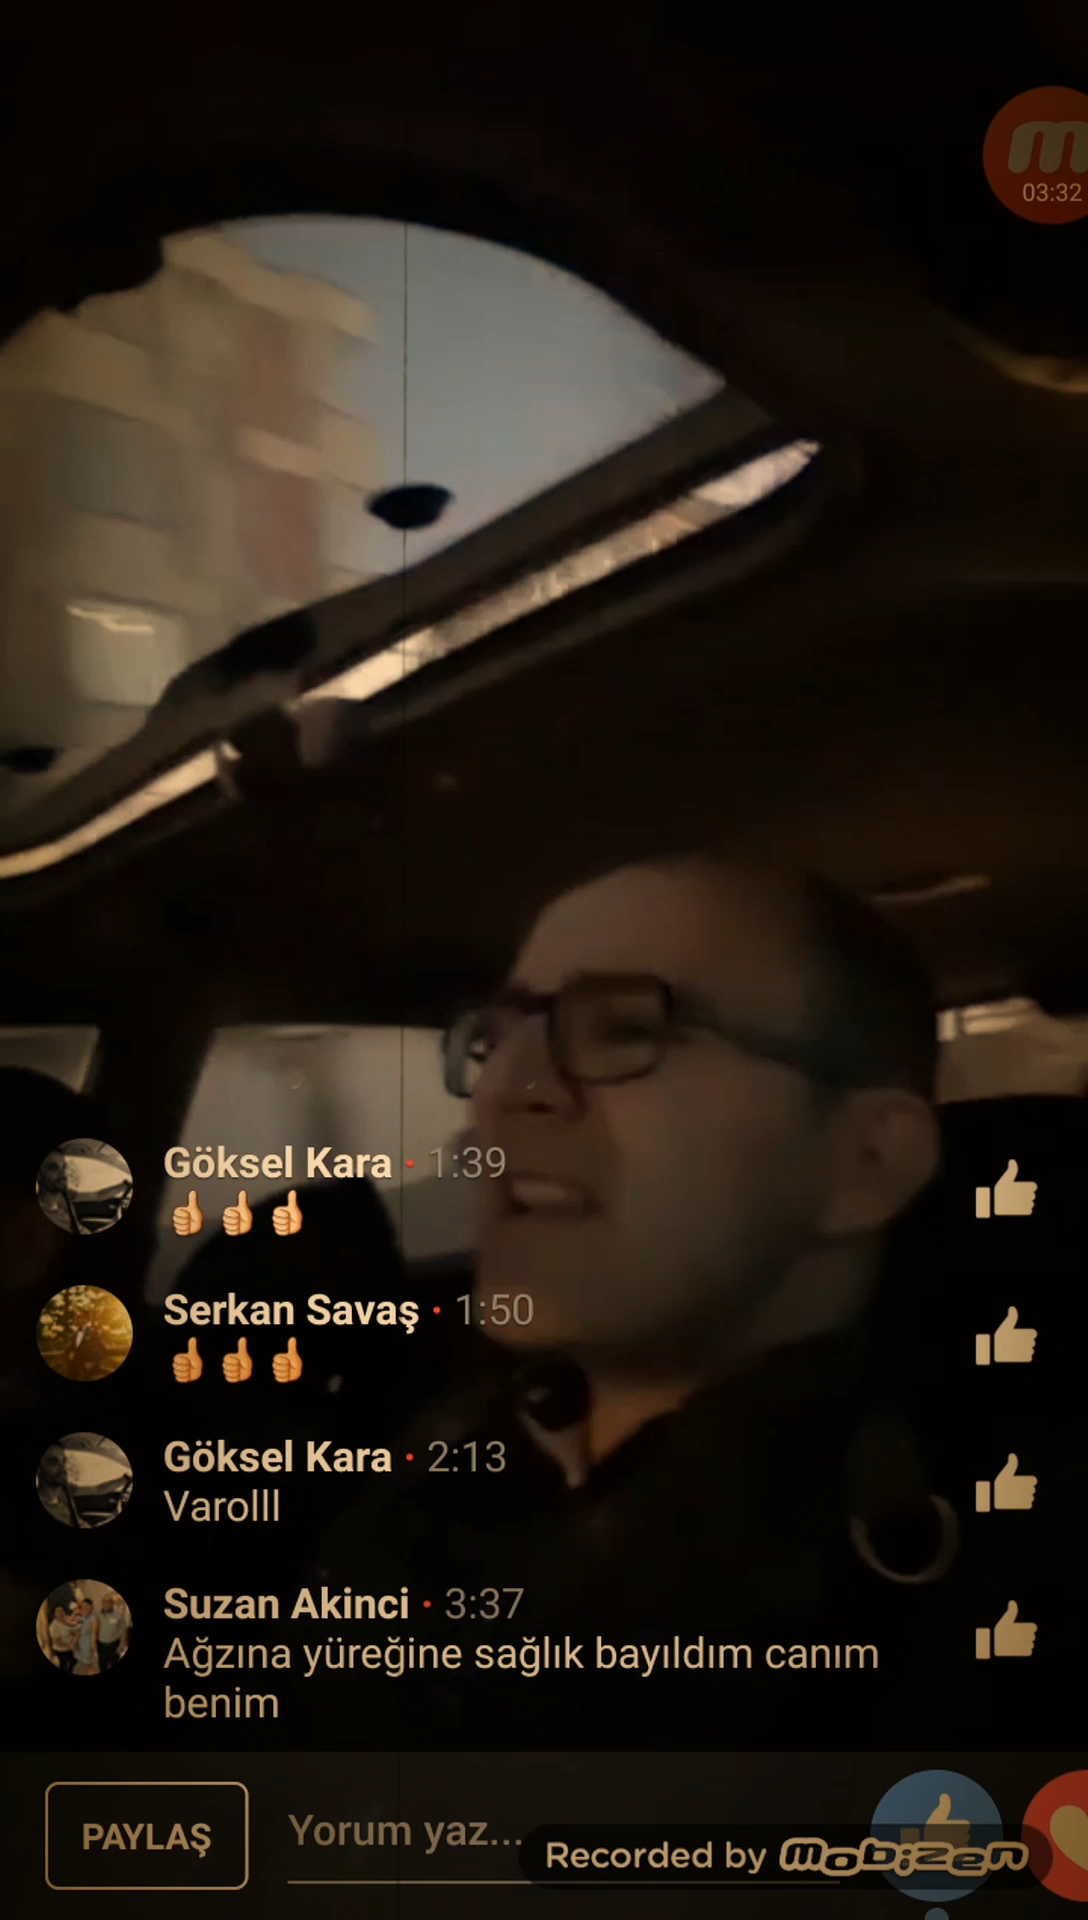 03:32
Göksel Kara · 1:39
👍👍👍
Serkan Savaş · 1:50
👍👍👍
Göksel Kara · 2:13
Varolll
Suzan Akinci · 3:37
Ağzına yüreğine sağlık bayıldım canım
benim
PAYLAŞ
Yorum yaz...
Recorded by mobizen